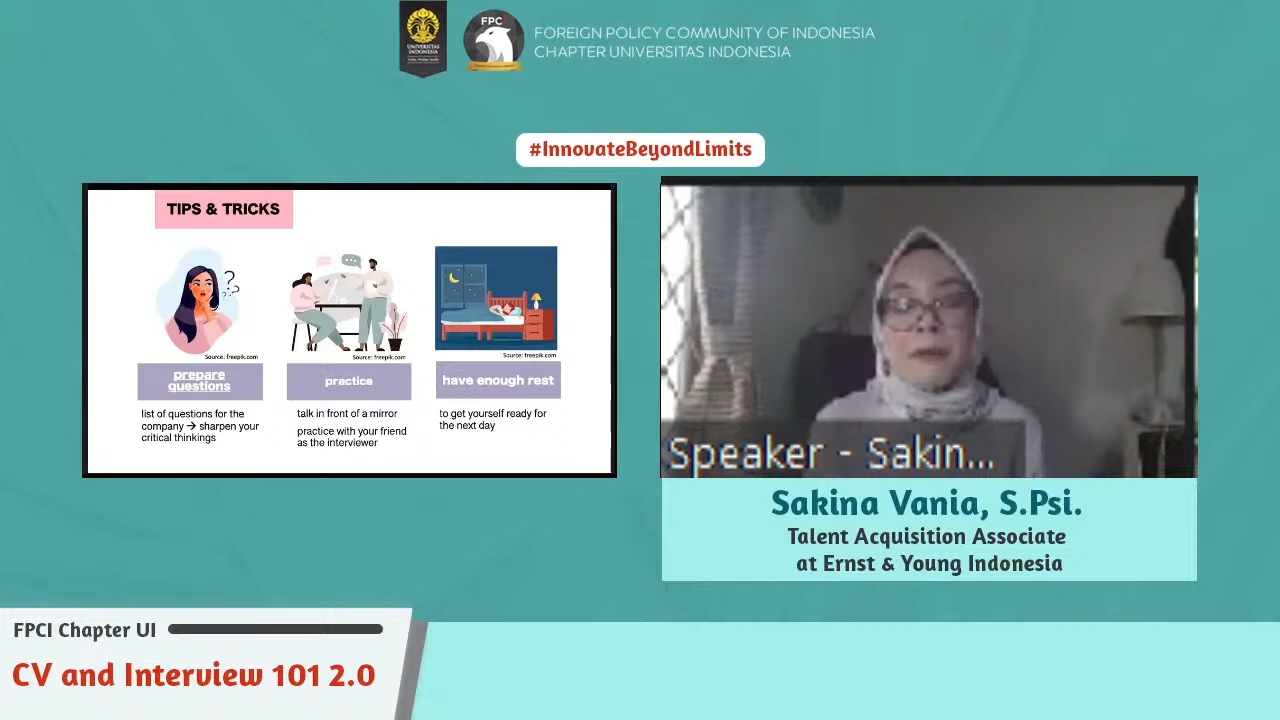 UNIVERSITAS
INDONESIA
FPCI
FOREIGN POLICY COMMUNITY OF INDONESIA
CHAPTER UNIVERSITAS INDONESIA
#InnovateBeyondLimits
TIPS & TRICKS
Source: freepik.com
Source: freepik.com
Source: freepik.com
prepare
questions
practice
have enough rest
list of questions for the
company → sharpen your
critical thinkings
talk in front of a mirror
practice with your friend
as the interviewer
to get yourself ready for
the next day
Speaker - Sakin...
Sakina Vania, S.Psi.
Talent Acquisition Associate
at Ernst & Young Indonesia
FPCI Chapter UI
CV and Interview 101 2.0